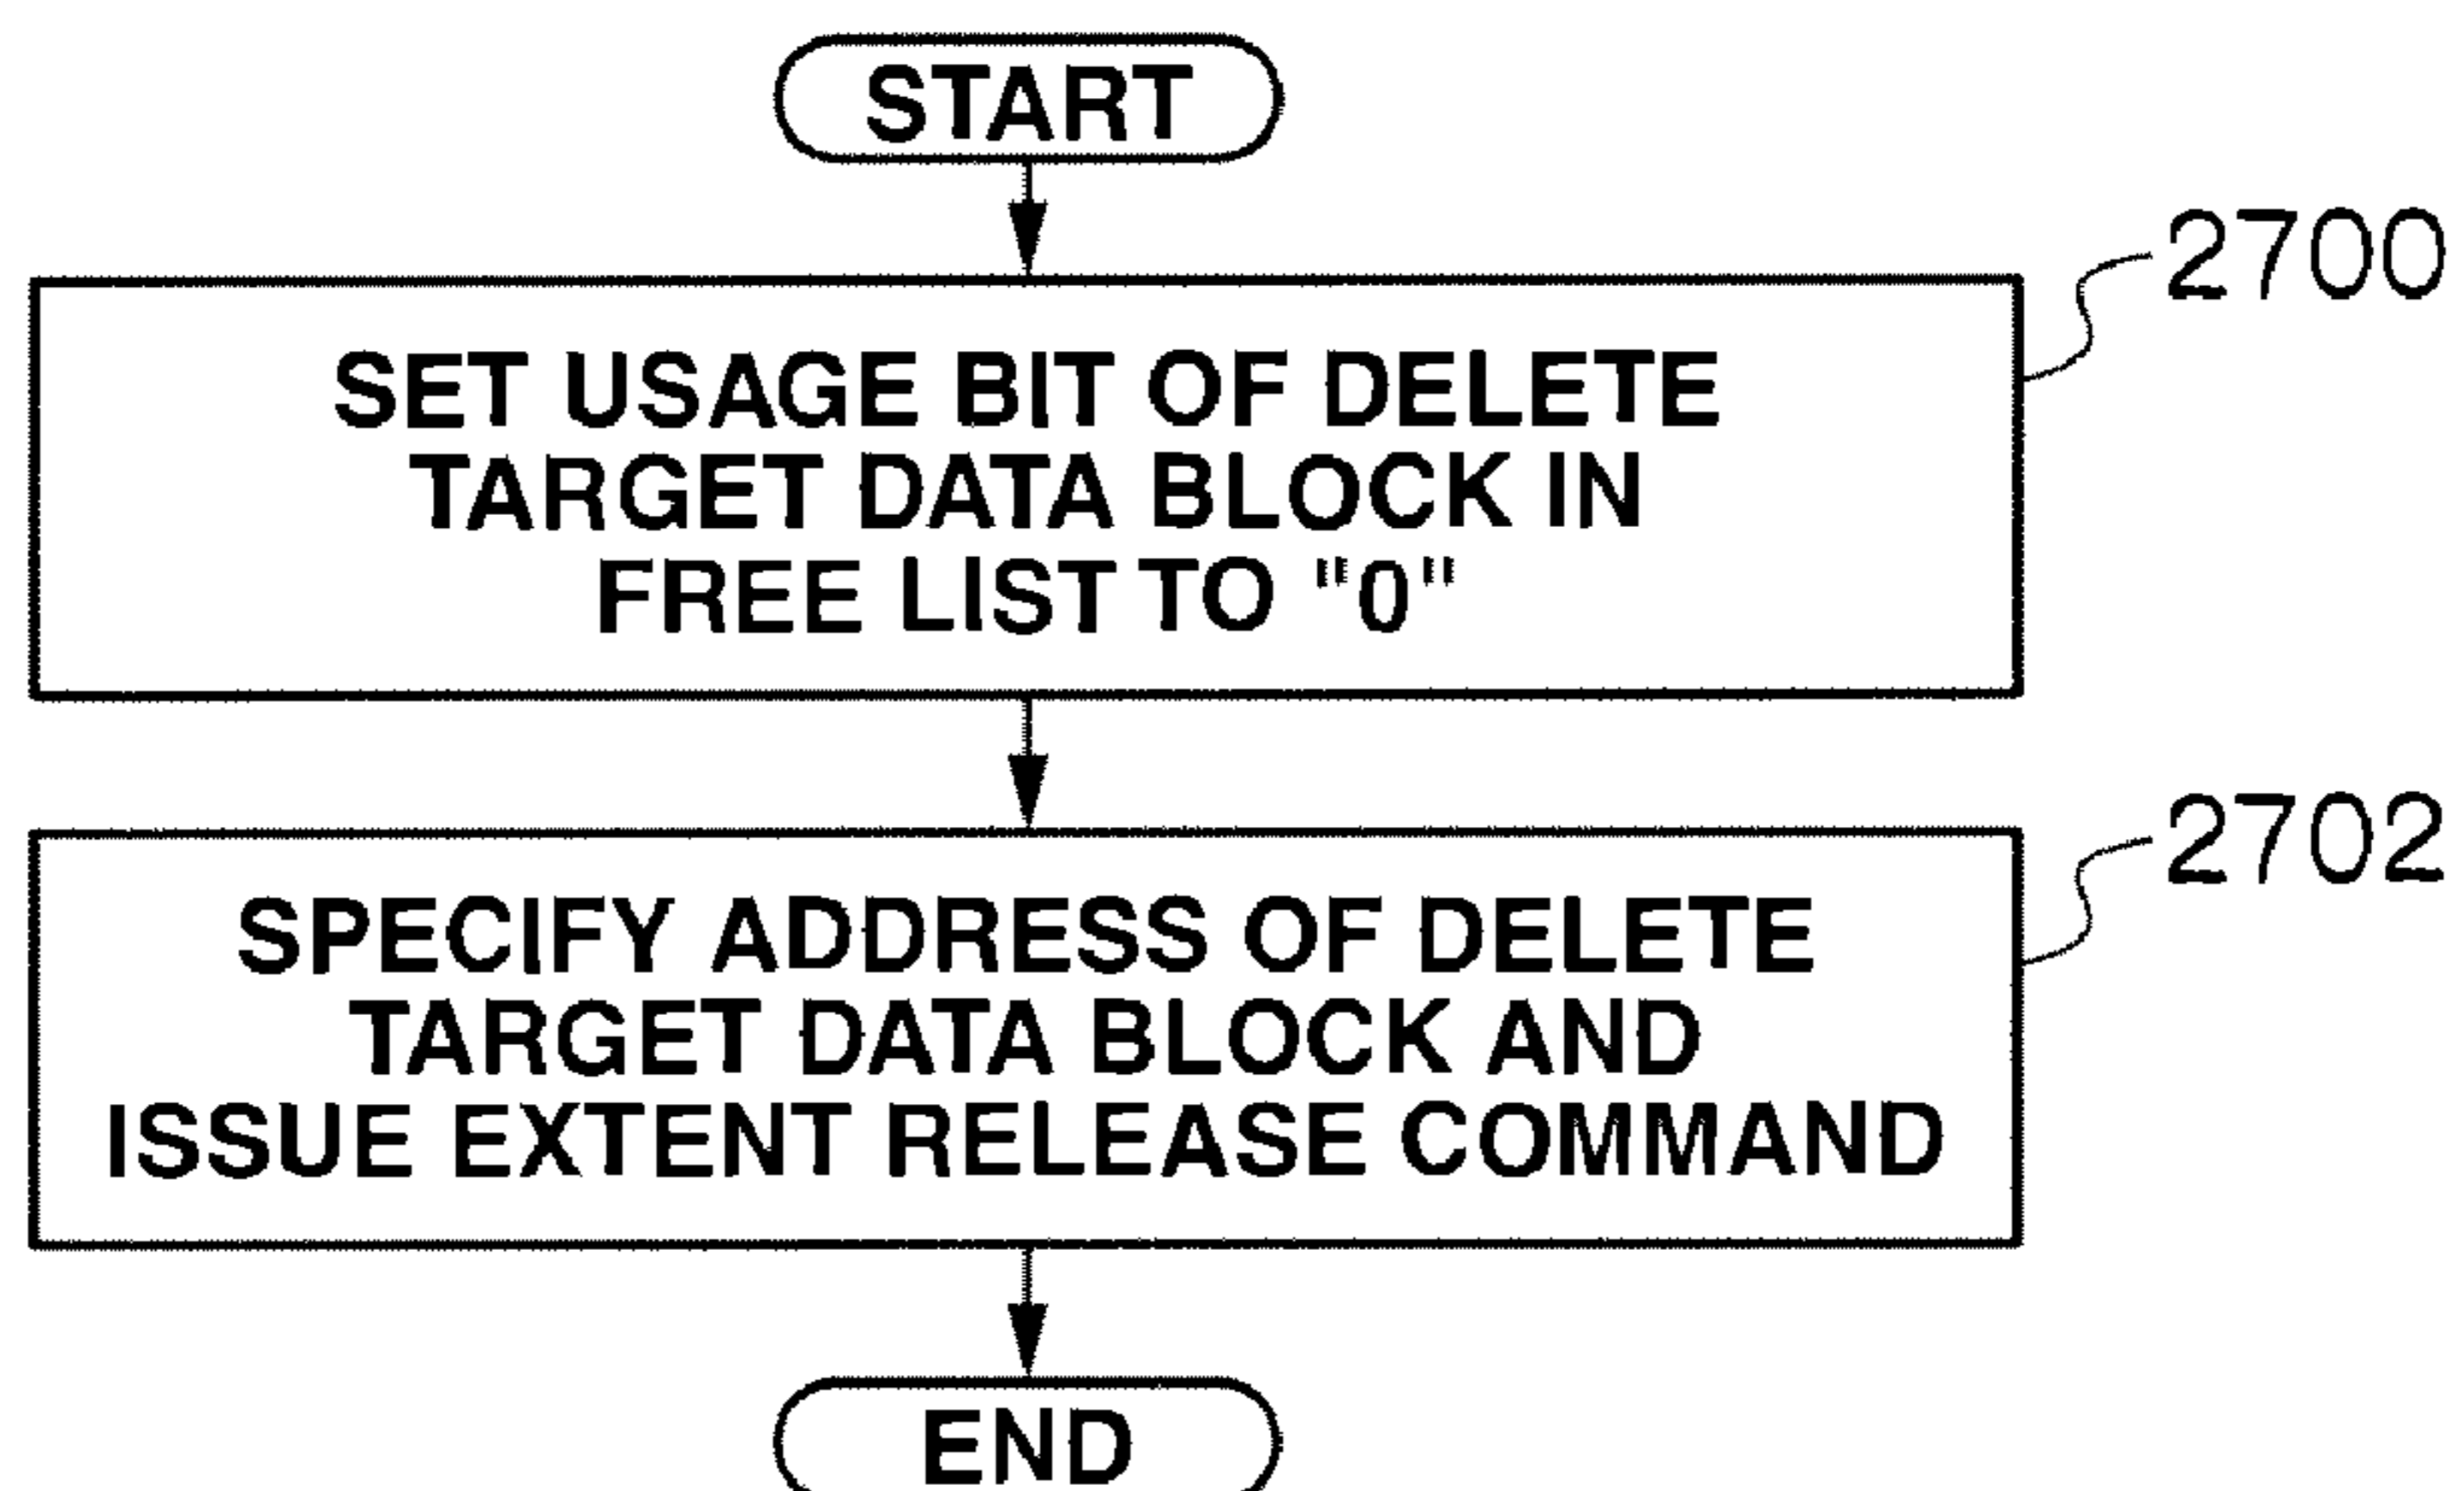 START
2700
SET USAGE BIT OF DELETE
TARGET DATA BLOCK IN
FREE LIST TO "0"
2702
SPECIFY ADDRESS OF DELETE
TARGET DATA BLOCK AND
ISSUE EXTENT RELEASE COMMAND
END